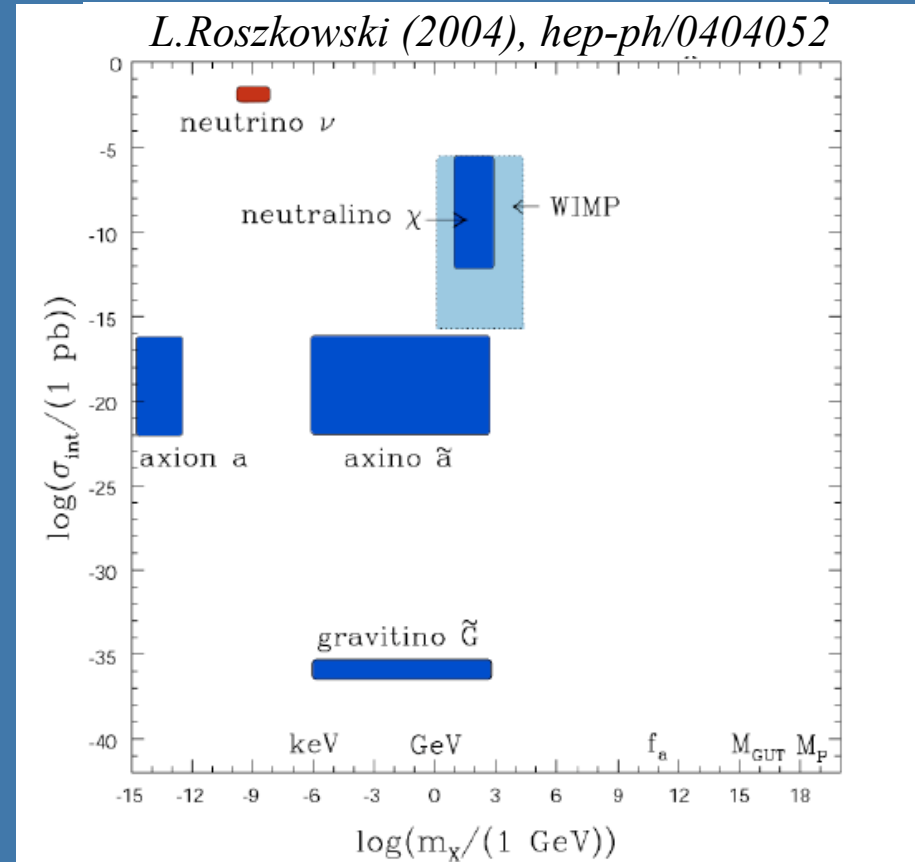 L.Roszkowski (2004), hep-ph/0404052
0
neutrino ν
-5
neutralino χ
WIMP
-10
-15
log(σint/(1 pb))
-20
axion a
axino ã
-25
-30
gravitino G̃
-35
-40
keV
GeV
fa
MGUT
MP
-15 -12 -9 -6 -3 0 3 6 9 12 15 18
log(mχ/(1 GeV))